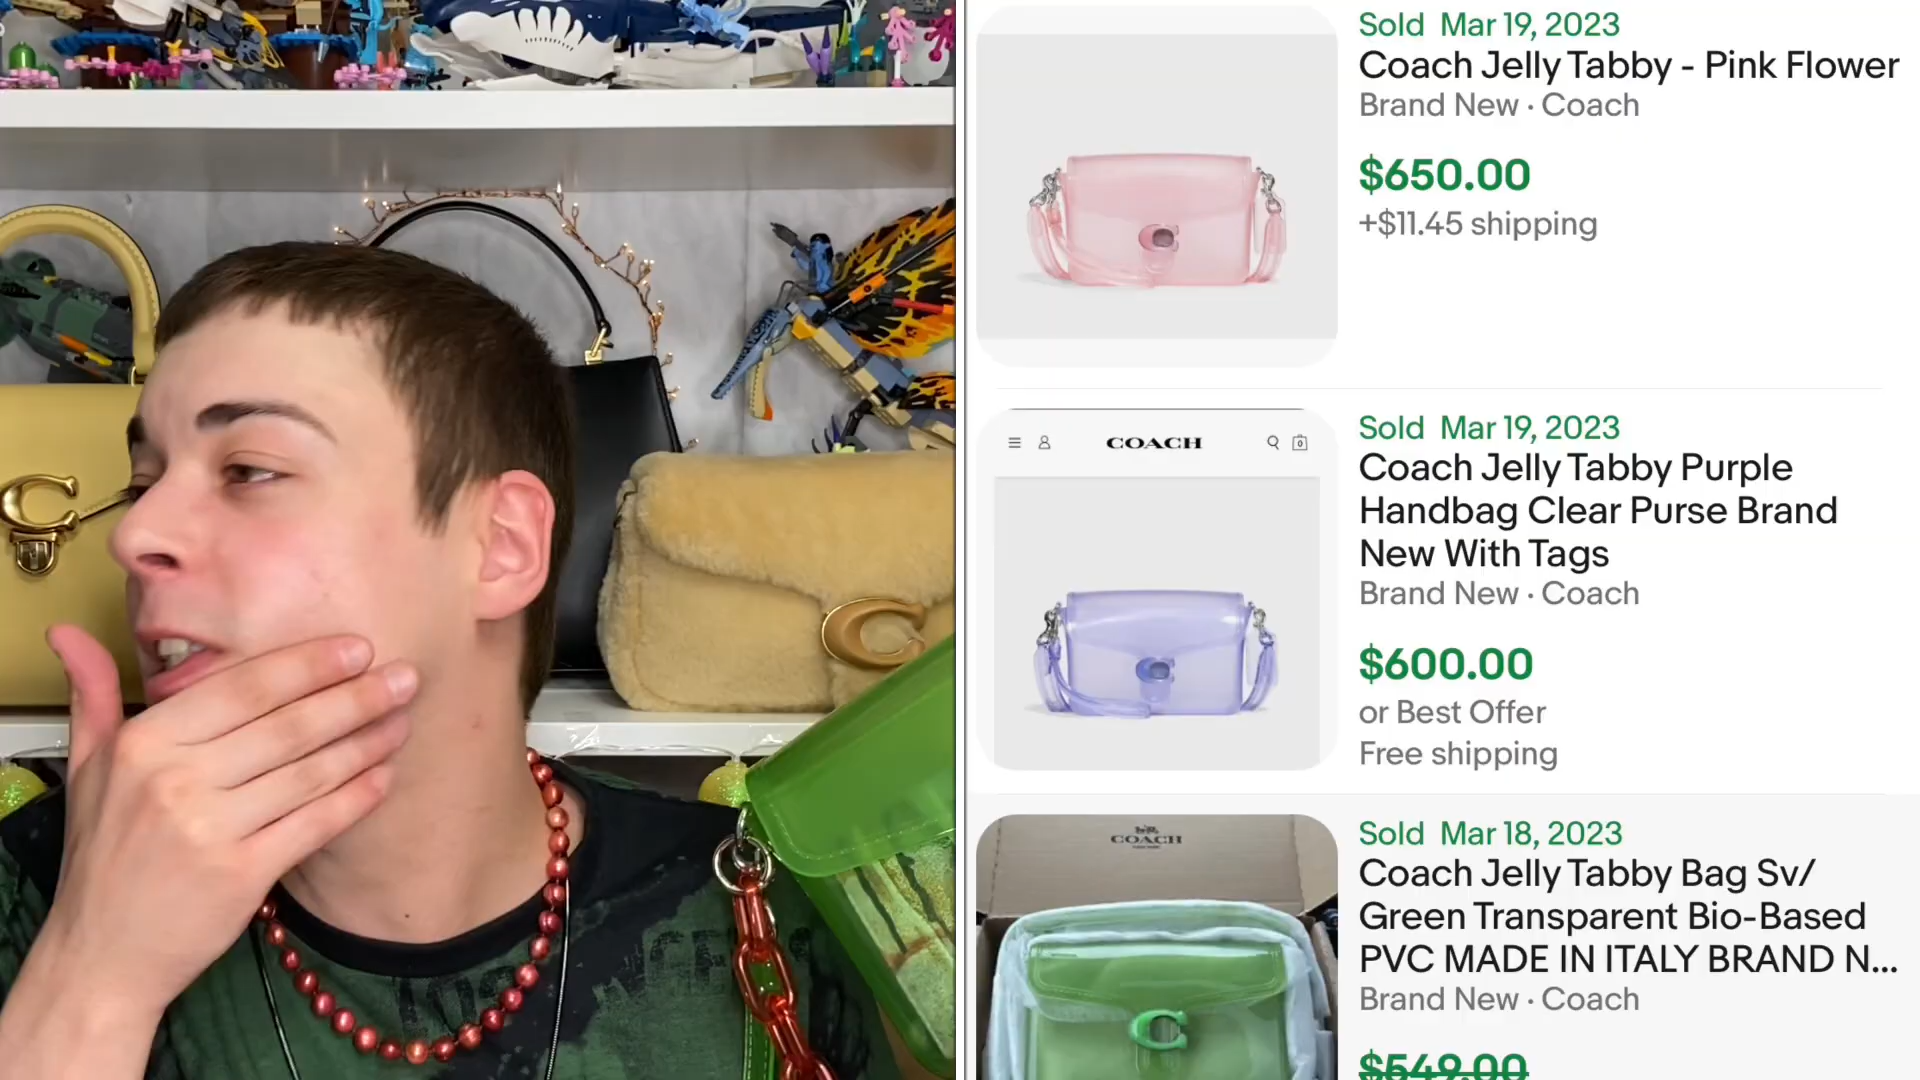 Sold Mar 19, 2023
Coach Jelly Tabby - Pink Flower
Brand New · Coach
$650.00
+$11.45 shipping
COACH
0
Sold Mar 19, 2023
Coach Jelly Tabby Purple
Handbag Clear Purse Brand
New With Tags
Brand New · Coach
$600.00
or Best Offer
Free shipping
COACH
Sold Mar 18, 2023
Coach Jelly Tabby Bag Sv/
Green Transparent Bio-Based
PVC MADE IN ITALY BRAND N...
Brand New · Coach
$549.00